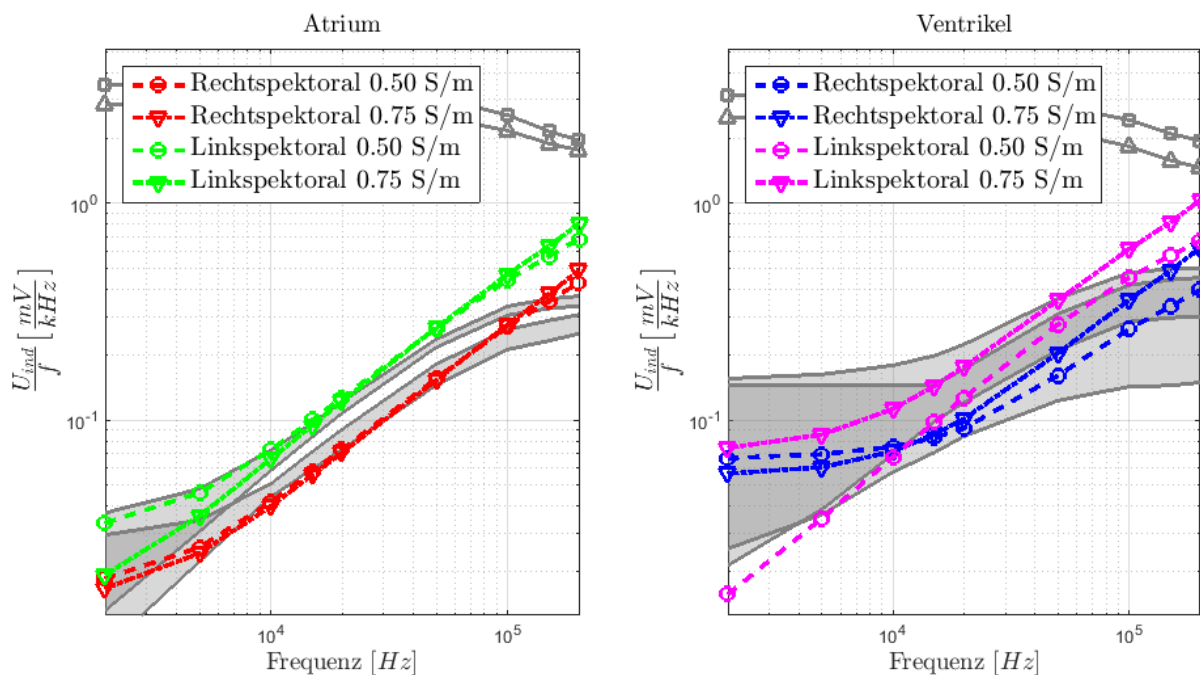 Atrium
Rechtspektoral 0.50 S/m
Rechtspektoral 0.75 S/m
Linkspektoral 0.50 S/m
Linkspektoral 0.75 S/m
10^0
10^-1
U_ind/f [mV/kHz]
10^4
10^5
Frequenz [Hz]
Ventrikel
Rechtspektoral 0.50 S/m
Rechtspektoral 0.75 S/m
Linkspektoral 0.50 S/m
Linkspektoral 0.75 S/m
10^0
10^-1
U_ind/f [mV/kHz]
10^4
10^5
Frequenz [Hz]